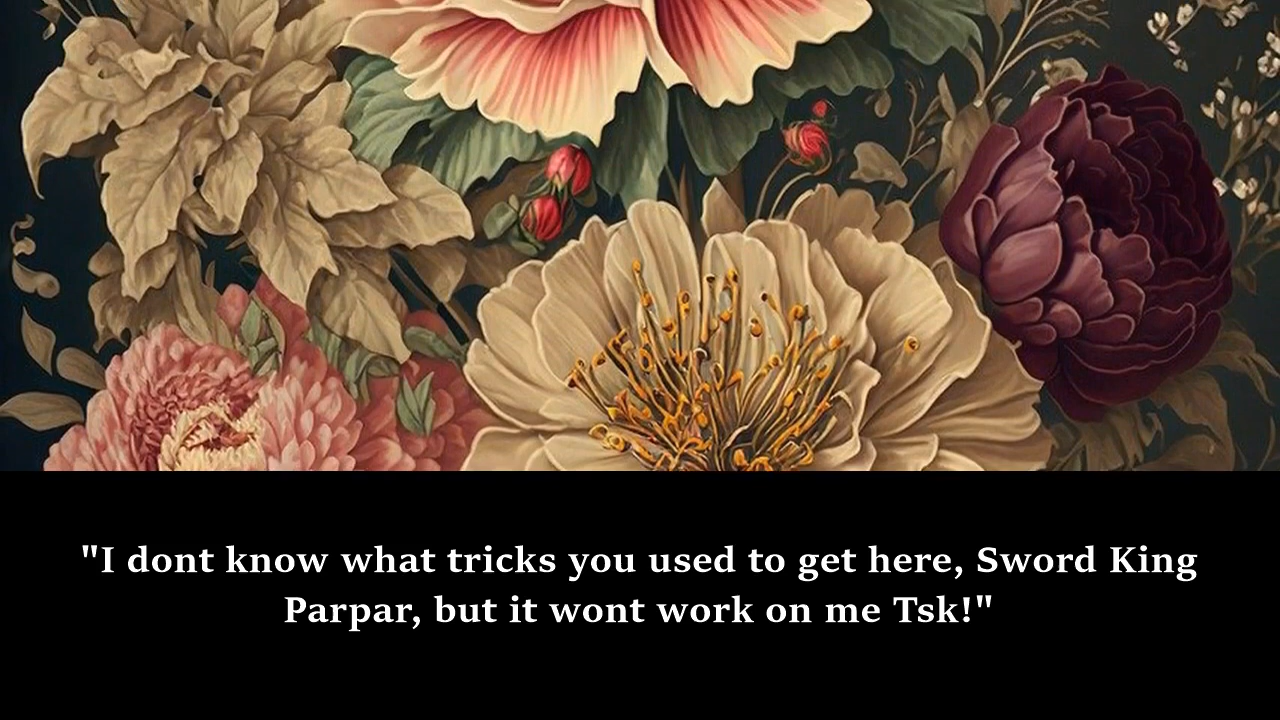 "I dont know what tricks you used to get here, Sword King
Parpar, but it wont work on me Tsk!"